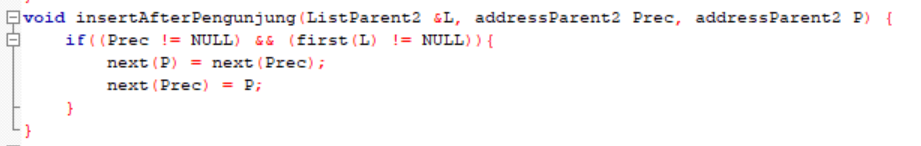 void insertAfterPengunjung(ListParent2 &L, addressParent2 Prec, addressParent2 P) {
if((Prec != NULL) && (first(L) != NULL)){
next(P) = next(Prec);
next(Prec) = P;
}
}